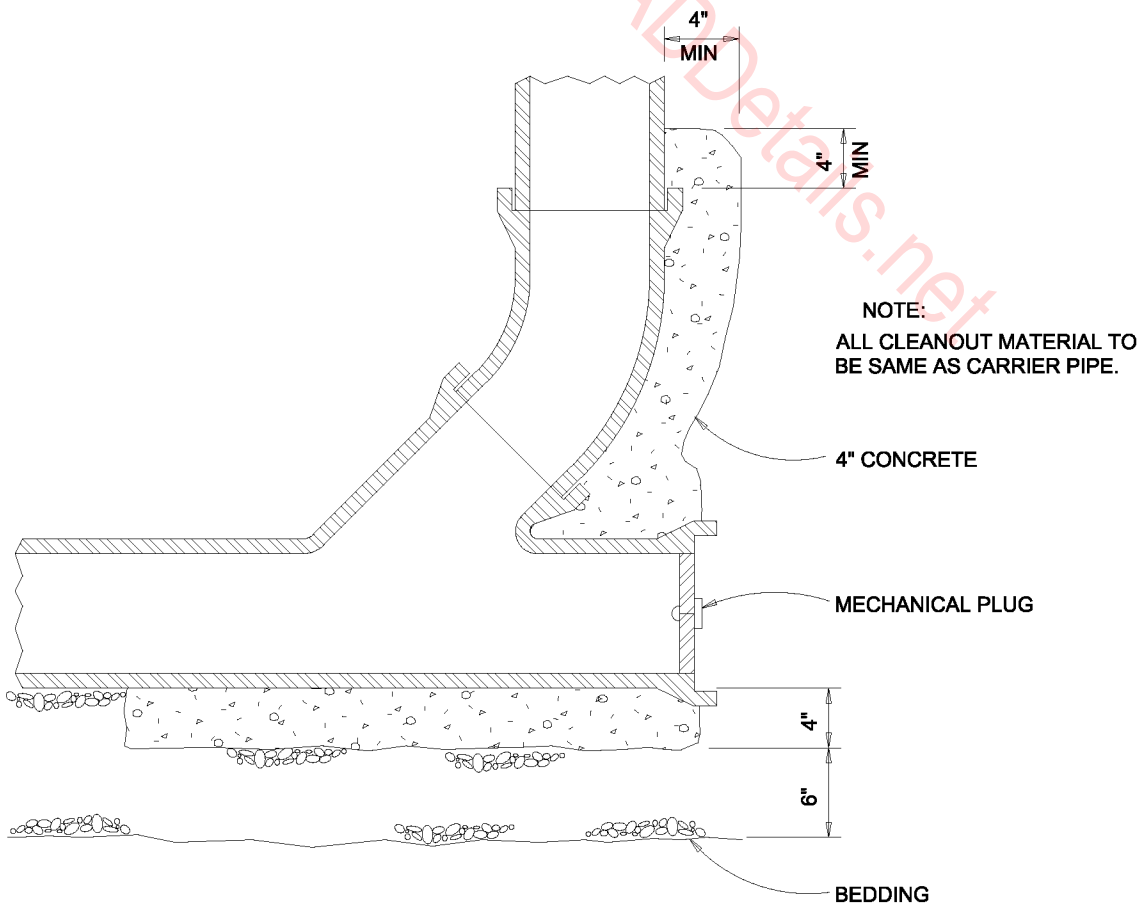 4"
MIN
4"
MIN
ADDetails.net
NOTE:
ALL CLEANOUT MATERIAL TO
BE SAME AS CARRIER PIPE.
4" CONCRETE
MECHANICAL PLUG
4"
6"
BEDDING